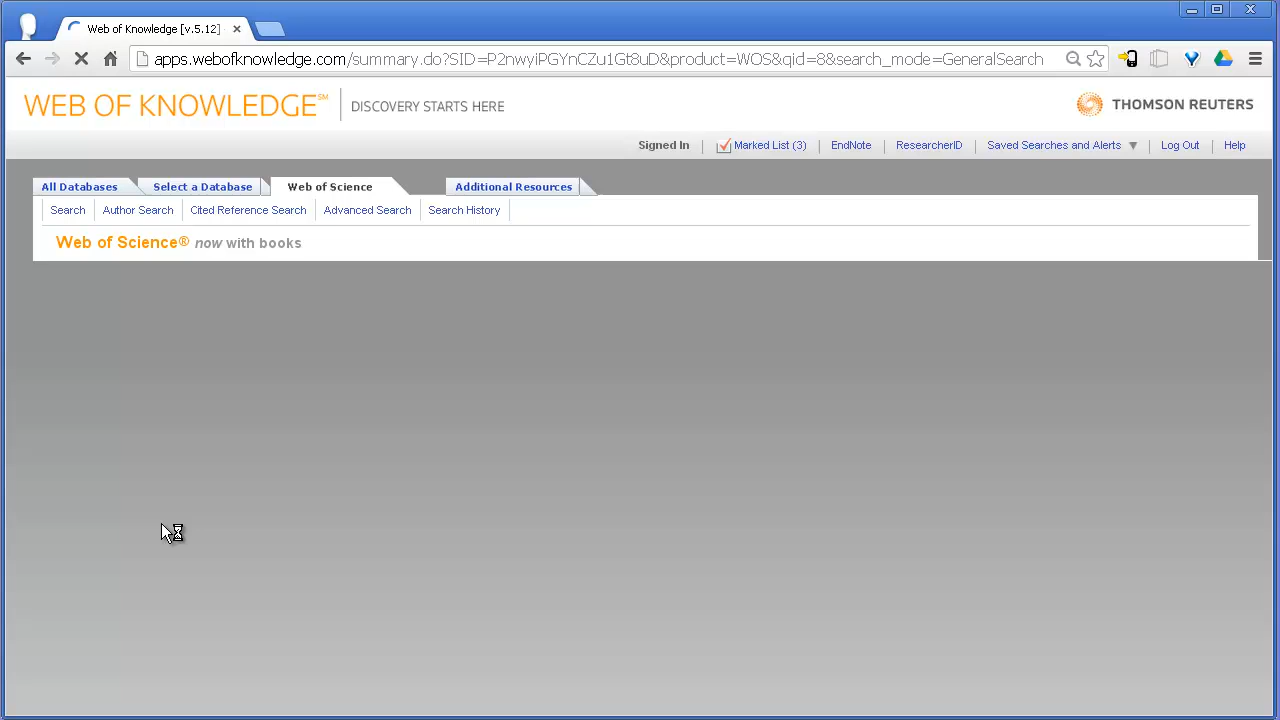 Web of Knowledge [v.5.12]
apps.webofknowledge.com/summary.do?SID=P2nwyiPGYnCZu1Gt8uD&product=WOS&qid=8&search_mode=GeneralSearch
WEB OF KNOWLEDGE℠ DISCOVERY STARTS HERE THOMSON REUTERS
Signed In Marked List (3) EndNote ResearcherID Saved Searches and Alerts Log Out Help
All Databases Select a Database Web of Science Additional Resources
Search Author Search Cited Reference Search Advanced Search Search History
Web of Science® now with books